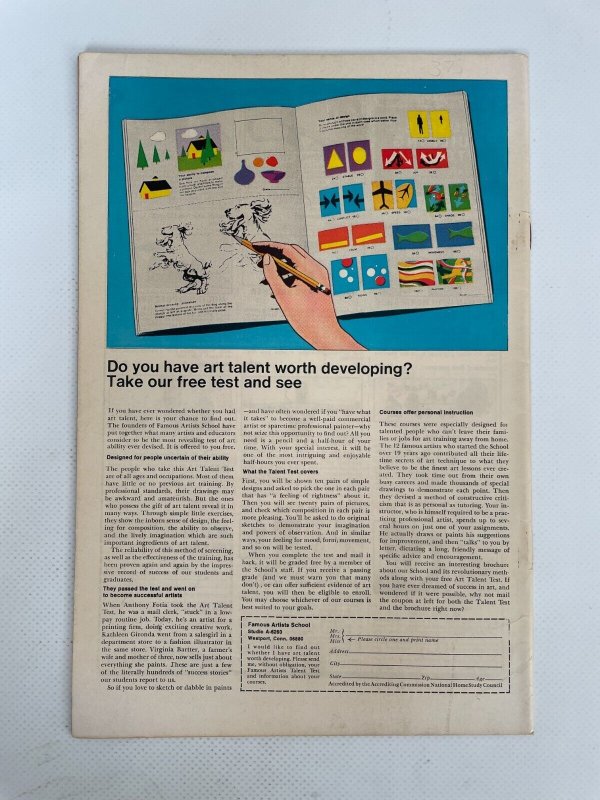 Your sense of design
Your ability to compose a picture
Do you have art talent worth developing?
Take our free test and see
If you have ever wondered whether you had
art talent, here is your chance to find out.
The founders of Famous Artists School have
put together what many artists and educators
consider to be the most revealing test of art
ability ever devised. It is offered to you free.
Designed for people uncertain of their ability
The people who take this Art Talent Test
are of all ages and occupations. Most of them
have little or no previous art training. By
professional standards, their drawings may
be awkward and amateurish. But the ones
who possess the gift of art talent reveal it in
many ways. Through simple little exercises,
they show the inborn sense of design, the feel-
ing for composition, the ability to observe,
and the lively imagination which are such
important ingredients of art talent.
The reliability of this method of screening,
as well as the effectiveness of the training, has
been proven again and again by the impres-
sive record of success of our students and
graduates.
They passed the test and went on
to become successful artists
When Anthony Fotia took the Art Talent
Test, he was a mail clerk, "stuck" in a low-
pay routine job. Today, he's an artist for a
printing firm, doing exciting creative work.
Kathleen Gironda went from a salesgirl in a
department store to a fashion illustrator in
the same store. Virginia Bartter, a farmer's
wife and mother of three, now sells just about
everything she paints. These are just a few
of the literally hundreds of "success stories"
our students report to us.
So if you love to sketch or dabble in paints
—and have often wondered if you "have what
it takes" to become a well-paid commercial
artist or sparetime professional painter—why
not seize this opportunity to find out? All you
need is a pencil and a half-hour of your
time. With your special interest, it will be
one of the most intriguing and enjoyable
half-hours you ever spent.
What the Talent Test covers
First, you will be shown ten pairs of simple
designs and asked to pick the one in each pair
that has "a feeling of rightness" about it.
Then you will see twenty pairs of pictures,
and check which composition in each pair is
more pleasing. You'll be asked to do original
sketches to demonstrate your imagination
and powers of observation. And in similar
ways, your feeling for mood, form, movement,
and so on will be tested.
When you complete the test and mail it
back, it will be graded free by a member of
the School's staff. If you receive a passing
grade (and we must warn you that many
don't), or can offer sufficient evidence of art
talent, you will then be eligible to enroll.
You may choose whichever of our courses is
best suited to your goals.
Courses offer personal instruction
These courses were especially designed for
talented people who can't leave their fami-
lies or jobs for art training away from home.
The 12 famous artists who started the School
over 19 years ago contributed all their life-
time secrets of art technique to what they
believe to be the finest art lessons ever cre-
ated. They took time out from their own
busy careers and made thousands of special
drawings to demonstrate each point. Then
they devised a method of constructive criti-
cism that is as personal as tutoring. Your in-
structor, who is himself required to be a prac-
ticing professional artist, spends up to sev-
eral hours on just one of your assignments.
He actually draws or paints his suggestions
for improvement, and then "talks" to you by
letter, dictating a long, friendly message of
specific advice and encouragement.
You will receive an interesting brochure
about our School and its revolutionary meth-
ods along with your free Art Talent Test. If
you have ever dreamed of success in art, and
wondered if it were possible, why not mail
the coupon at left for both the Talent Test
and the brochure right now?
Famous Artists School
Studio A-6293
Westport, Conn. 06880
I would like to find out
whether I have art talent
worth developing. Please send
me, without obligation, your
Famous Artists Talent Test
and information about your
courses.
Mr.
Mrs.
Miss
Please circle one and print name
Address
City
State Zip Age
Accredited by the Accrediting Commission National Home Study Council